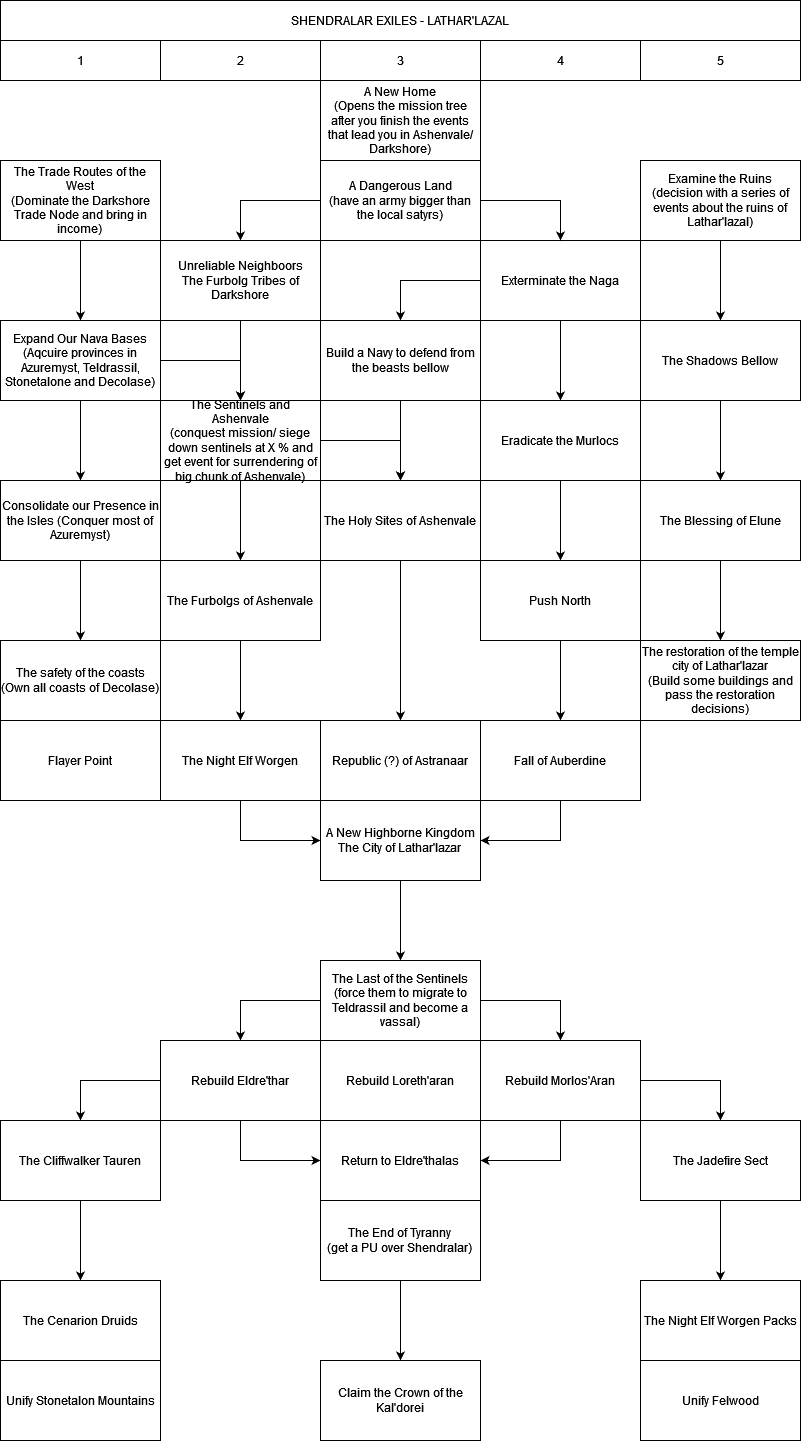 SHENDRALAR EXILES - LATHAR'LAZAL
1
2
3
4
5
A New Home
(Opens the mission tree
after you finish the events
that lead you in Ashenvale/
Darkshore)
The Trade Routes of the
West
(Dominate the Darkshore
Trade Node and bring in
income)
A Dangerous Land
(have an army bigger than
the local satyrs)
Examine the Ruins
(decision with a series of
events about the ruins of
Lathar'lazal)
Unreliable Neighboors
The Furbolg Tribes of
Darkshore
Exterminate the Naga
Expand Our Nava Bases
(Aqcuire provinces in
Azuremyst, Teldrassil,
Stonetalone and Decolase)
Build a Navy to defend from
the beasts bellow
The Shadows Bellow
The Sentinels and
Ashenvale
(conquest mission/ siege
down sentinels at X % and
get event for surrendering of
big chunk of Ashenvale)
Eradicate the Murlocs
Consolidate our Presence in
the Isles (Conquer most of
Azuremyst)
The Holy Sites of Ashenvale
The Blessing of Elune
The Furbolgs of Ashenvale
Push North
The safety of the coasts
(Own all coasts of Decolase)
The restoration of the temple
city of Lathar'lazar
(Build some buildings and
pass the restoration
decisions)
Flayer Point
The Night Elf Worgen
Republic (?) of Astranaar
Fall of Auberdine
A New Highborne Kingdom
The City of Lathar'lazar
The Last of the Sentinels
(force them to migrate to
Teldrassil and become a
vassal)
Rebuild Eldre'thar
Rebuild Loreth'aran
Rebuild Morlos'Aran
The Cliffwalker Tauren
Return to Eldre'thalas
The Jadefire Sect
The End of Tyranny
(get a PU over Shendralar)
The Cenarion Druids
The Night Elf Worgen Packs
Unify Stonetalon Mountains
Claim the Crown of the
Kal'dorei
Unify Felwood